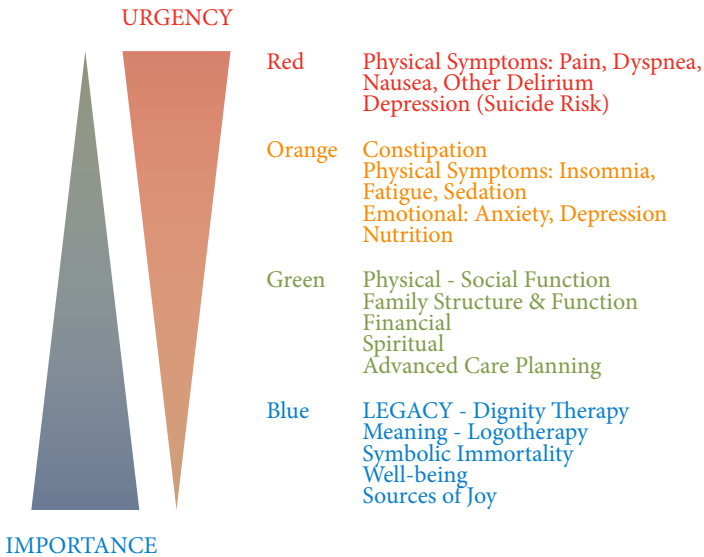 URGENCY
Red Physical Symptoms: Pain, Dyspnea,
Nausea, Other Delirium
Depression (Suicide Risk)
Orange Constipation
Physical Symptoms: Insomnia,
Fatigue, Sedation
Emotional: Anxiety, Depression
Nutrition
Green Physical - Social Function
Family Structure & Function
Financial
Spiritual
Advanced Care Planning
Blue LEGACY - Dignity Therapy
Meaning - Logotherapy
Symbolic Immortality
Well-being
Sources of Joy
IMPORTANCE